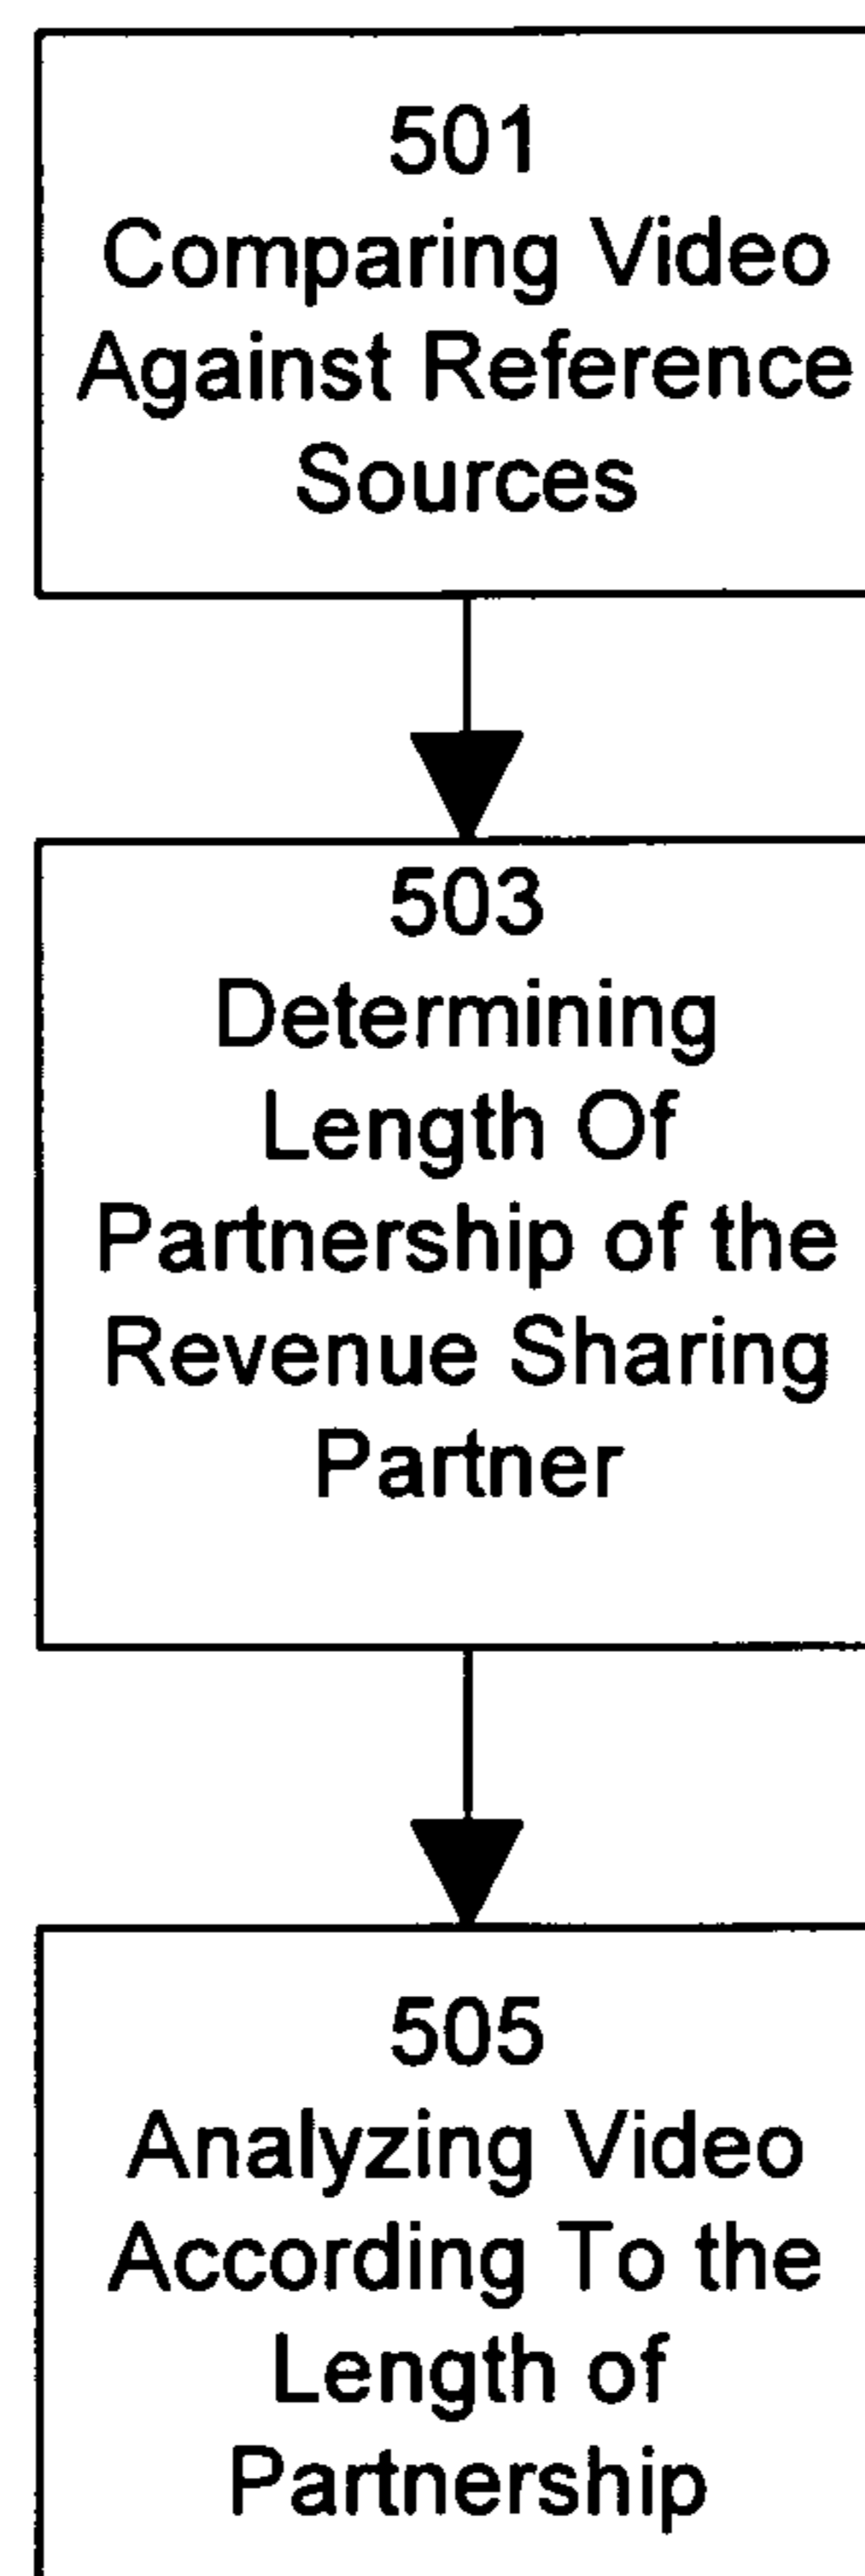 501
Comparing Video
Against Reference
Sources
503
Determining
Length Of
Partnership of the
Revenue Sharing
Partner
505
Analyzing Video
According To the
Length of
Partnership